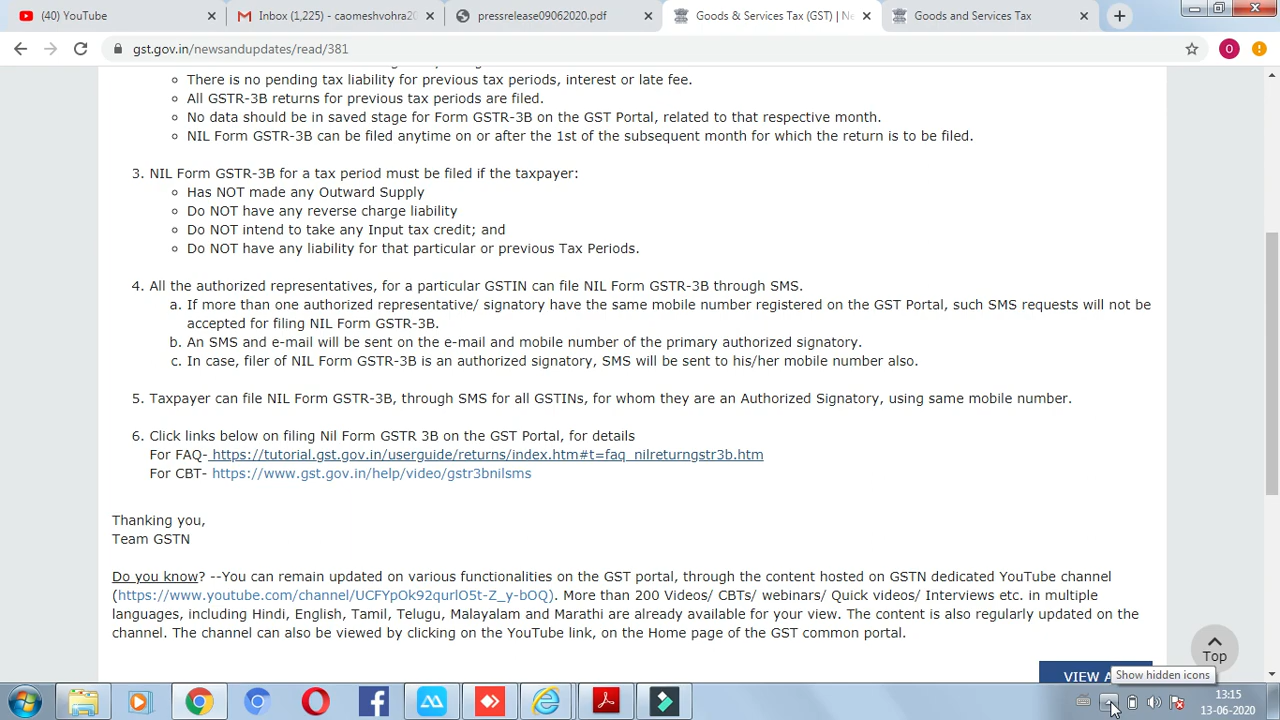 (40) YouTube
Inbox (1,225) - caomeshvohra20
pressrelease09062020.pdf
Goods & Services Tax (GST) | Ne
Goods and Services Tax
gst.gov.in/newsandupdates/read/381
O
There is no pending tax liability for previous tax periods, interest or late fee.
All GSTR-3B returns for previous tax periods are filed.
No data should be in saved stage for Form GSTR-3B on the GST Portal, related to that respective month.
NIL Form GSTR-3B can be filed anytime on or after the 1st of the subsequent month for which the return is to be filed.
3. NIL Form GSTR-3B for a tax period must be filed if the taxpayer:
Has NOT made any Outward Supply
Do NOT have any reverse charge liability
Do NOT intend to take any Input tax credit; and
Do NOT have any liability for that particular or previous Tax Periods.
4. All the authorized representatives, for a particular GSTIN can file NIL Form GSTR-3B through SMS.
a. If more than one authorized representative/ signatory have the same mobile number registered on the GST Portal, such SMS requests will not be
accepted for filing NIL Form GSTR-3B.
b. An SMS and e-mail will be sent on the e-mail and mobile number of the primary authorized signatory.
c. In case, filer of NIL Form GSTR-3B is an authorized signatory, SMS will be sent to his/her mobile number also.
5. Taxpayer can file NIL Form GSTR-3B, through SMS for all GSTINs, for whom they are an Authorized Signatory, using same mobile number.
6. Click links below on filing Nil Form GSTR 3B on the GST Portal, for details
For FAQ- https://tutorial.gst.gov.in/userguide/returns/index.htm#t=faq_nilreturngstr3b.htm
For CBT- https://www.gst.gov.in/help/video/gstr3bnilsms
Thanking you,
Team GSTN
Do you know? --You can remain updated on various functionalities on the GST portal, through the content hosted on GSTN dedicated YouTube channel
(https://www.youtube.com/channel/UCFYpOk92qurlO5t-Z_y-bOQ). More than 200 Videos/ CBTs/ webinars/ Quick videos/ Interviews etc. in multiple
languages, including Hindi, English, Tamil, Telugu, Malayalam and Marathi are already available for your view. The content is also regularly updated on the
channel. The channel can also be viewed by clicking on the YouTube link, on the Home page of the GST common portal.
Top
VIEW A
Show hidden icons
13:15
13-06-2020